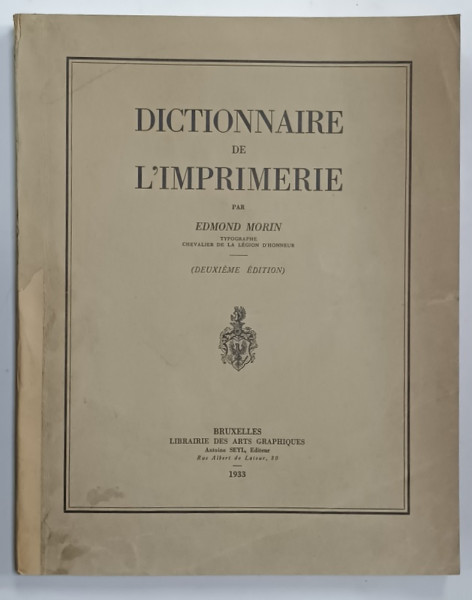 DICTIONNAIRE
DE
L'IMPRIMERIE
PAR
EDMOND MORIN
TYPOGRAPHE
CHEVALIER DE LA LÉGION D'HONNEUR
(DEUXIÈME ÉDITION)
BRUXELLES
LIBRAIRIE DES ARTS GRAPHIQUES
Antoine SEYL, Éditeur
Rue Albert de Latour, 50
1933